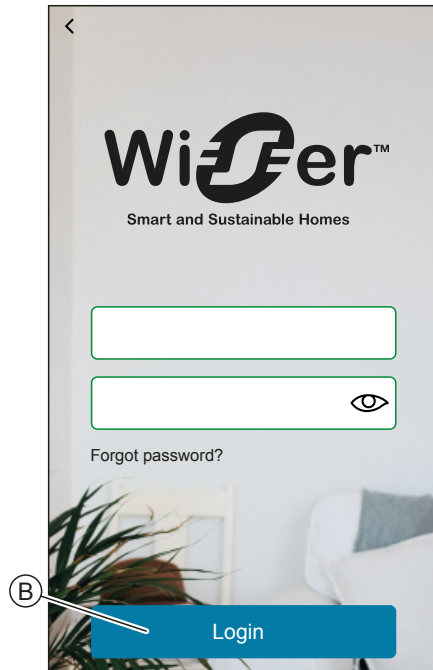 Wiser™
Smart and Sustainable Homes
Forgot password?
B
Login